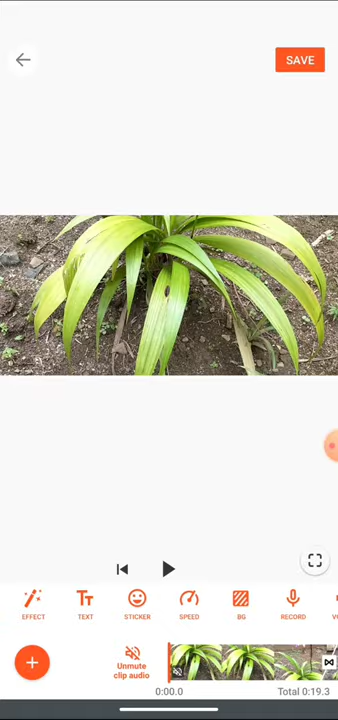 SAVE
EFFECT TEXT STICKER SPEED BG RECORD
Unmute
clip audio
0:00.0 Total 0:19.3